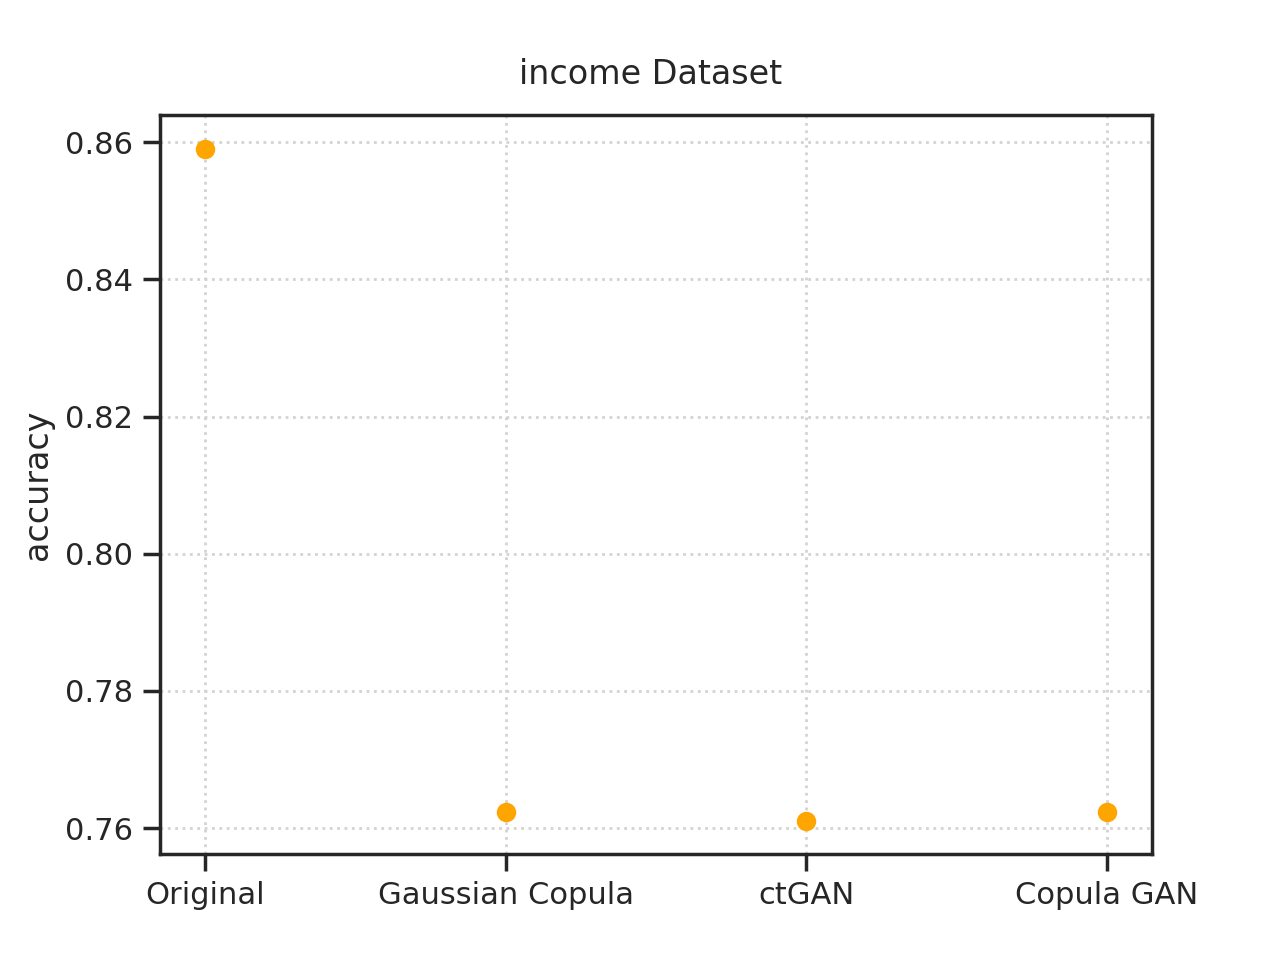 income Dataset
accuracy
0.86
0.84
0.82
0.80
0.78
0.76
Original
Gaussian Copula
ctGAN
Copula GAN